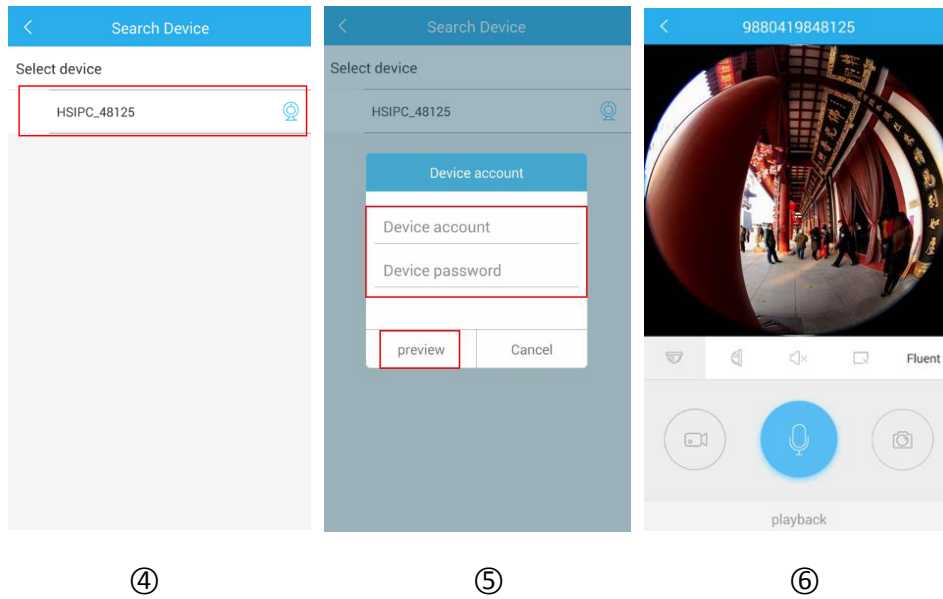 Search Device
Select device
HSIPC_48125
④
Search Device
Select device
HSIPC_48125
Device account
Device account
Device password
preview
Cancel
⑤
9880419848125
Fluent
playback
⑥